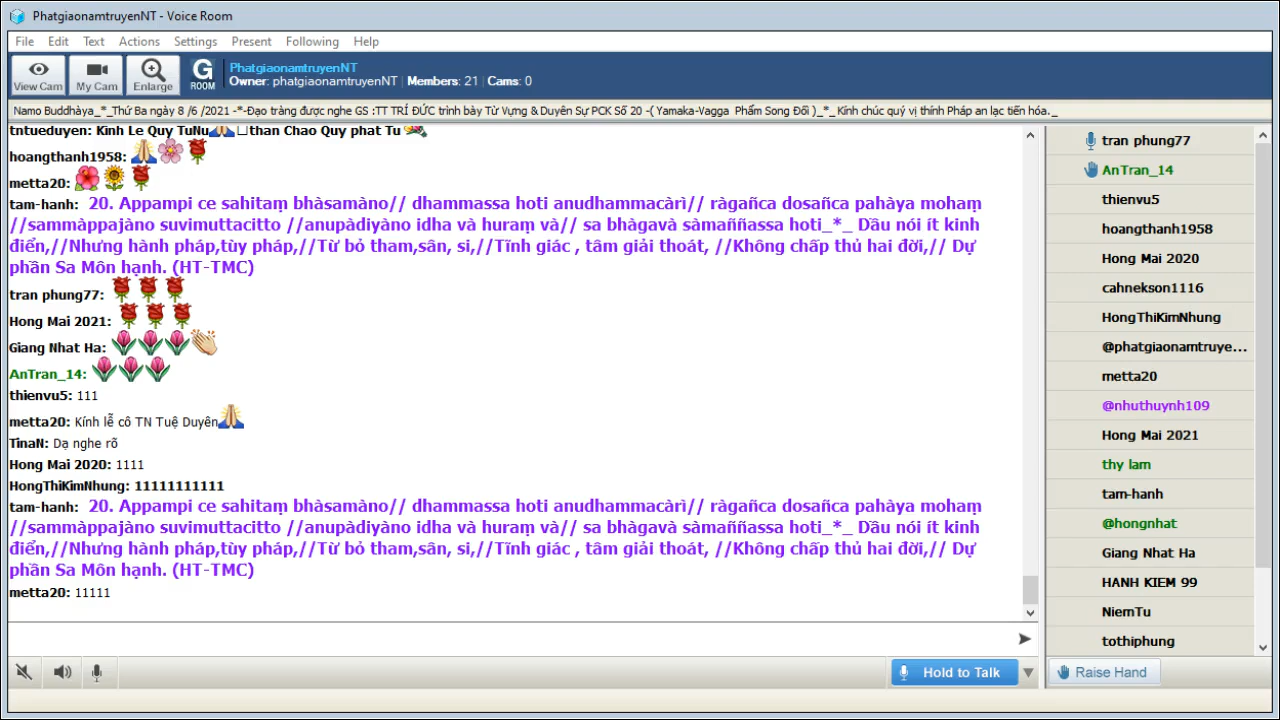 PhatgiaonamtruyenNT - Voice Room
File Edit Text Actions Settings Present Following Help
View Cam My Cam Enlarge G ROOM
PhatgiaonamtruyenNT
Owner: phatgiaonamtruyenNT | Members: 21 | Cams: 0
Namo Buddhàya_*_Thứ Ba ngày 8 /6 /2021 -*-Đạo tràng được nghe GS :TT TRÍ ĐỨC trình bày Từ Vựng & Duyên Sự PCK Số 20 -( Yamaka-Vagga Phẩm Song Đối )_*_ Kính chúc quý vị thính Pháp an lạc tiến hóa._
tntueduyen: Kinh Le Quy TuNu🙏□than Chao Quy phat Tu
hoangthanh1958: 🙏🌸🌹
metta20: 🌺🌻🌹
tam-hanh: 20. Appampi ce sahitaṃ bhàsamàno// dhammassa hoti anudhammacàrì// ràgañca dosañca pahàya mohaṃ
//sammàppajàno suvimuttacitto //anupàdiyàno idha và huraṃ và// sa bhàgavà sàmaññassa hoti_*_ Dầu nói ít kinh
điển,//Nhưng hành pháp,tùy pháp,//Từ bỏ tham,sân, si,//Tĩnh giác , tâm giải thoát, //Không chấp thủ hai đời,// Dự
phần Sa Môn hạnh. (HT-TMC)
tran phung77: 🌹🌹🌹
Hong Mai 2021: 🌹🌹🌹
Giang Nhat Ha: 🌷🌷🌷👏
AnTran_14: 🌷🌷🌷
thienvu5: 111
metta20: Kính lễ cô TN Tuệ Duyên🙏
TinaN: Dạ nghe rõ
Hong Mai 2020: 1111
HongThiKimNhung: 11111111111
tam-hanh: 20. Appampi ce sahitaṃ bhàsamàno// dhammassa hoti anudhammacàrì// ràgañca dosañca pahàya mohaṃ
//sammàppajàno suvimuttacitto //anupàdiyàno idha và huraṃ và// sa bhàgavà sàmaññassa hoti_*_ Dầu nói ít kinh
điển,//Nhưng hành pháp,tùy pháp,//Từ bỏ tham,sân, si,//Tĩnh giác , tâm giải thoát, //Không chấp thủ hai đời,// Dự
phần Sa Môn hạnh. (HT-TMC)
metta20: 11111
Hold to Talk
tran phung77
AnTran_14
thienvu5
hoangthanh1958
Hong Mai 2020
cahnekson1116
HongThiKimNhung
@phatgiaonamtruye...
metta20
@nhuthuynh109
Hong Mai 2021
thy lam
tam-hanh
@hongnhat
Giang Nhat Ha
HANH KIEM 99
NiemTu
tothiphung
Raise Hand